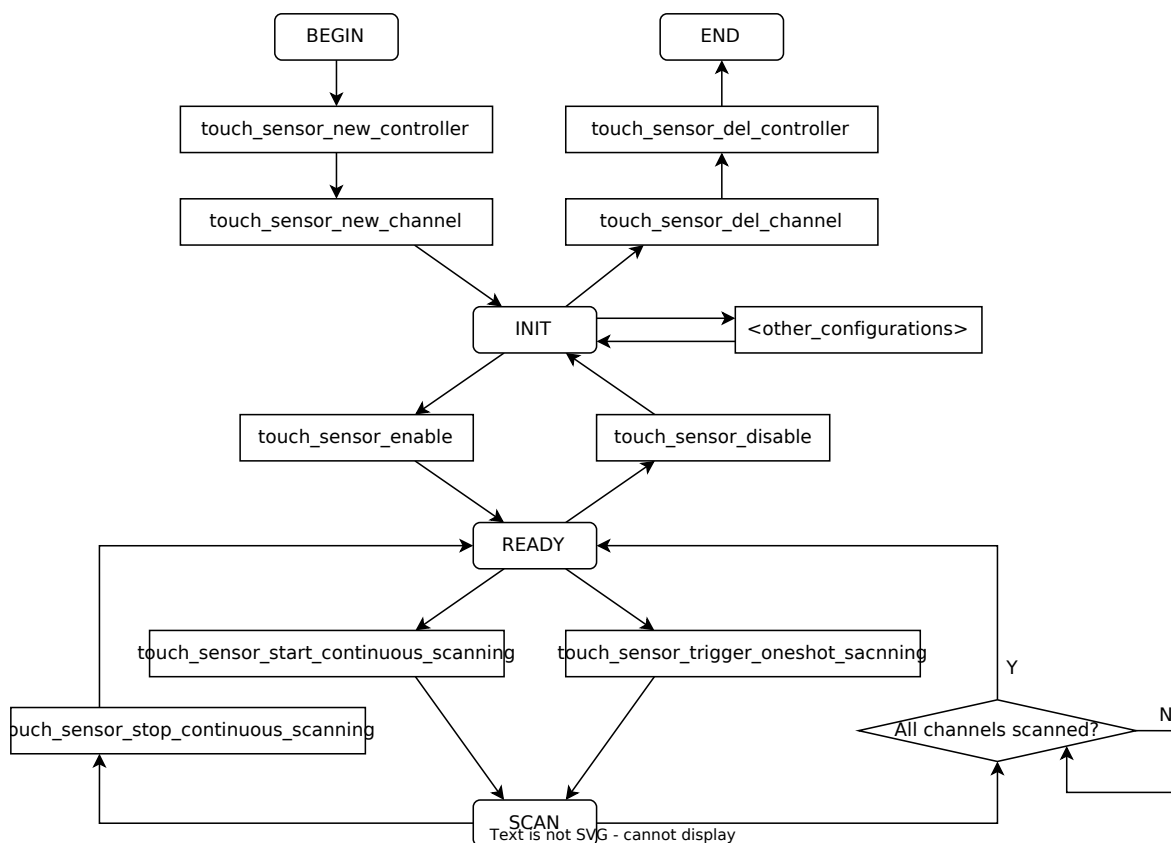 BEGIN
END
touch_sensor_new_controller
touch_sensor_del_controller
touch_sensor_new_channel
touch_sensor_del_channel
INIT
<other_configurations>
touch_sensor_enable
touch_sensor_disable
READY
touch_sensor_start_continuous_scanning
touch_sensor_trigger_oneshot_sacnning
Y
touch_sensor_stop_continuous_scanning
All channels scanned?
N
SCAN
Text is not SVG - cannot display